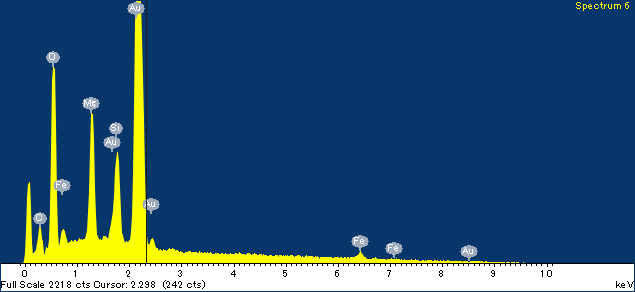 Spectrum 6
Au
O
Mg
Si
Au
Fe
Au
O
Fe
Fe
Au
0 1 2 3 4 5 6 7 8 9 10
Full Scale 2218 cts Cursor: 2.298 (242 cts) keV